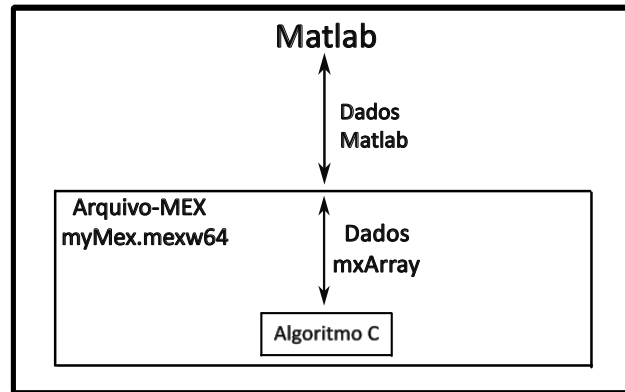 Matlab
Dados
Matlab
Arquivo-MEX
myMex.mexw64
Dados
mxArray
Algoritmo C